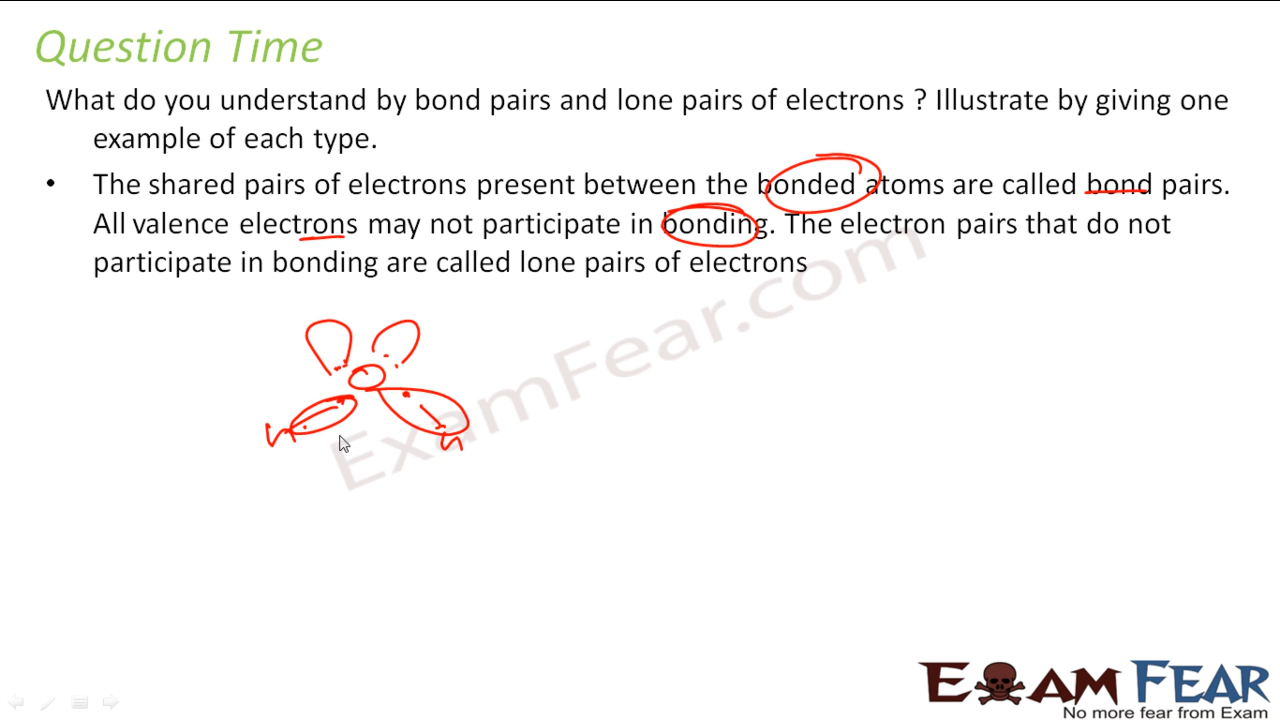 Question Time
What do you understand by bond pairs and lone pairs of electrons ? Illustrate by giving one
example of each type.
• The shared pairs of electrons present between the bonded atoms are called bond pairs.
All valence electrons may not participate in bonding. The electron pairs that do not
participate in bonding are called lone pairs of electrons
ExamFear.com
EXAM FEAR
No more fear from Exam